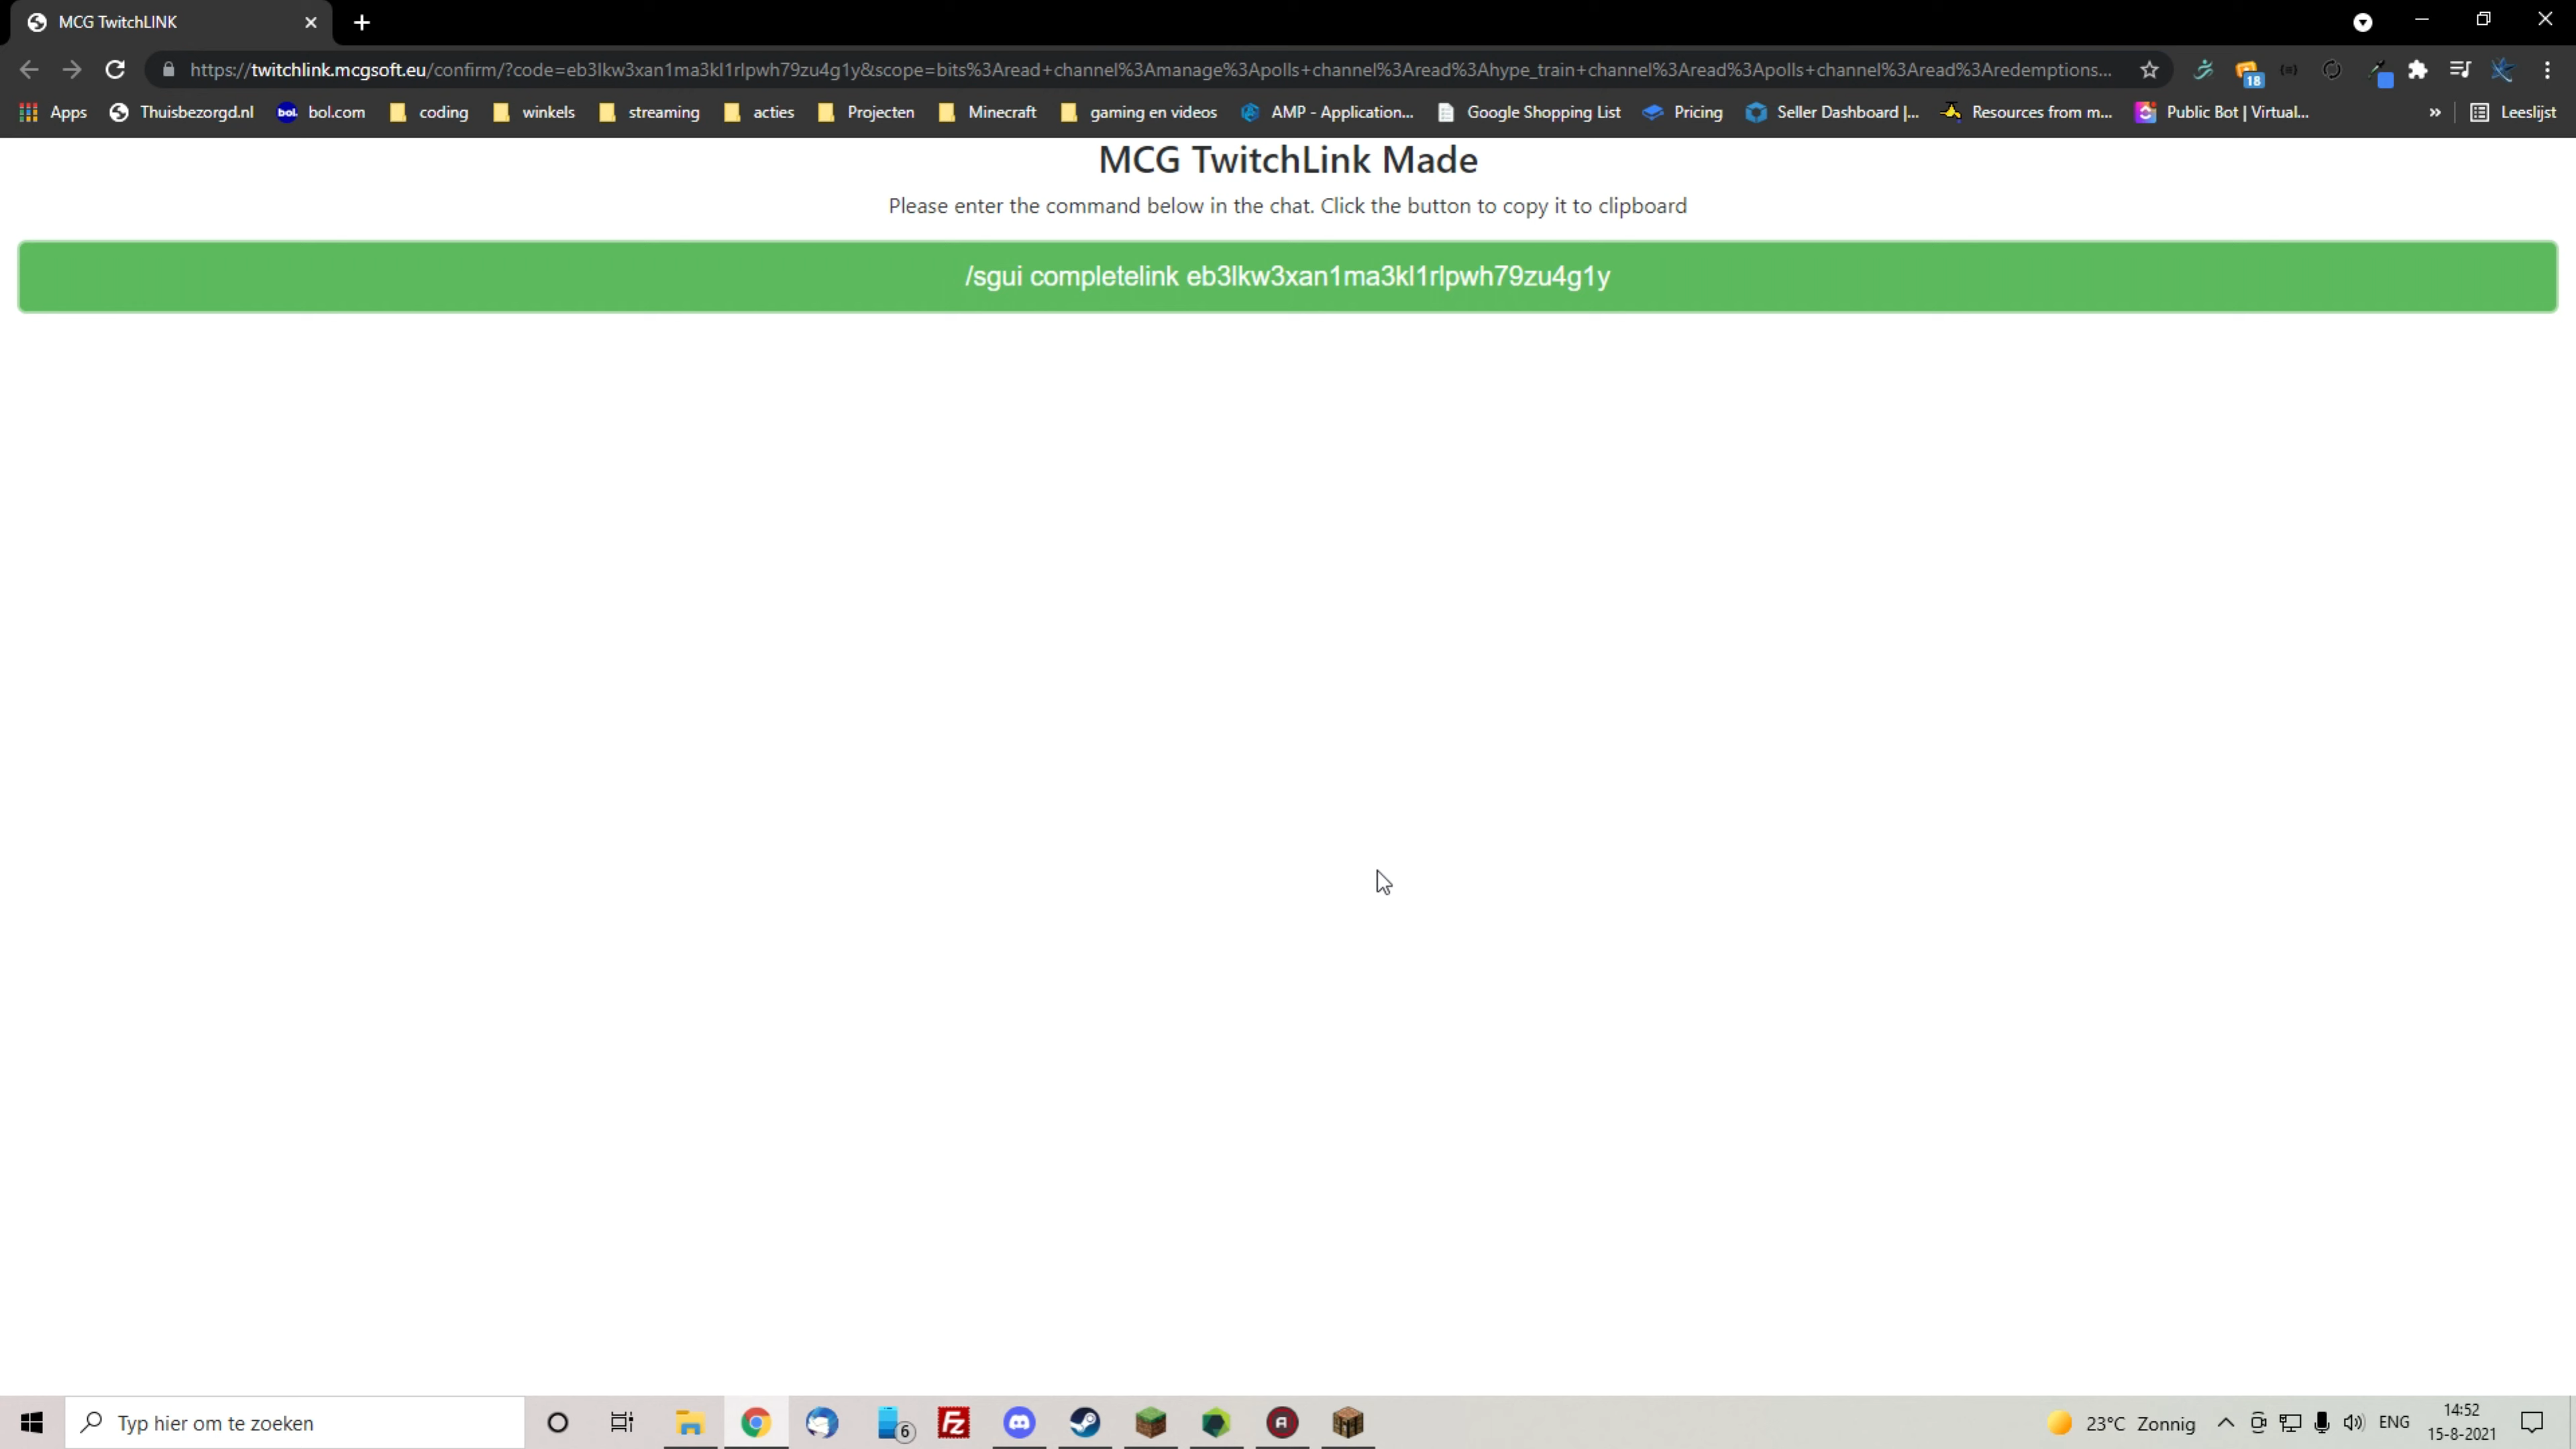 MCG TwitchLINK
https://twitchlink.mcgsoft.eu/confirm/?code=eb3lkw3xan1ma3kl1rlpwh79zu4g1y&scope=bits%3Aread+channel%3Amanage%3Apolls+channel%3Aread%3Ahype_train+channel%3Aread%3Apolls+channel%3Aread%3Aredemptions...
18
Apps Thuisbezorgd.nl bol. bol.com coding winkels streaming acties Projecten Minecraft gaming en videos AMP - Application... Google Shopping List Pricing Seller Dashboard |... Resources from m... Public Bot | Virtual... » Leeslijst
MCG TwitchLink Made
Please enter the command below in the chat. Click the button to copy it to clipboard
/sgui completelink eb3lkw3xan1ma3kl1rlpwh79zu4g1y
Typ hier om te zoeken
6
Fz
A
23°C Zonnig
ENG
14:52
15-8-2021